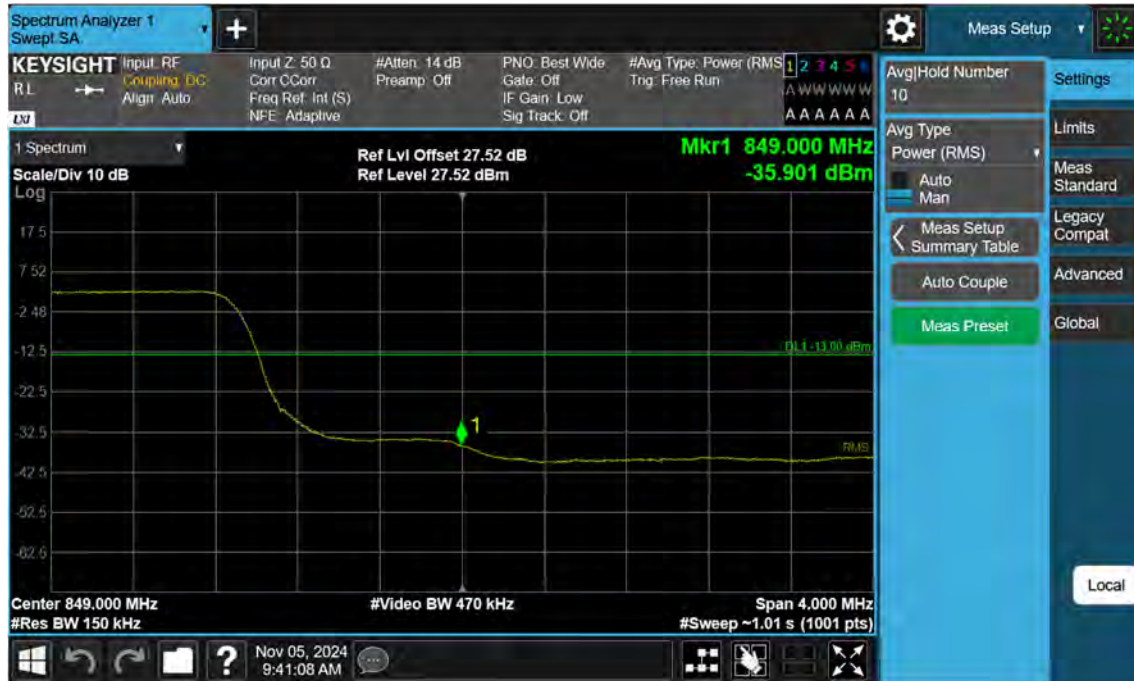 Spectrum Analyzer 1
Swept SA
Meas Setup
KEYSIGHT
RL
LXI
Input: RF
Coupling: DC
Align: Auto
Input Z: 50 Ω
Corr CCorr
Freq Ref: Int (S)
NFE: Adaptive
#Atten: 14 dB
Preamp: Off
PNO: Best Wide
Gate: Off
IF Gain: Low
Sig Track: Off
#Avg Type: Power (RMS
Trig: Free Run
1 2 3 4 5 6
A W W W W W
A A A A A A
1 Spectrum
Scale/Div 10 dB
Ref Lvl Offset 27.52 dB
Ref Level 27.52 dBm
Mkr1 849.000 MHz
-35.901 dBm
Log
17.5
7.52
-2.48
-12.5
-22.5
-32.5
-42.5
-52.5
-62.5
DL1 -13.00 dBm
1
RMS
Center 849.000 MHz
#Res BW 150 kHz
#Video BW 470 kHz
Span 4.000 MHz
#Sweep ~1.01 s (1001 pts)
Nov 05, 2024
9:41:08 AM
Avg|Hold Number
10
Avg Type
Power (RMS)
Auto
Man
Meas Setup
Summary Table
Auto Couple
Meas Preset
Settings
Limits
Meas
Standard
Legacy
Compat
Advanced
Global
Local